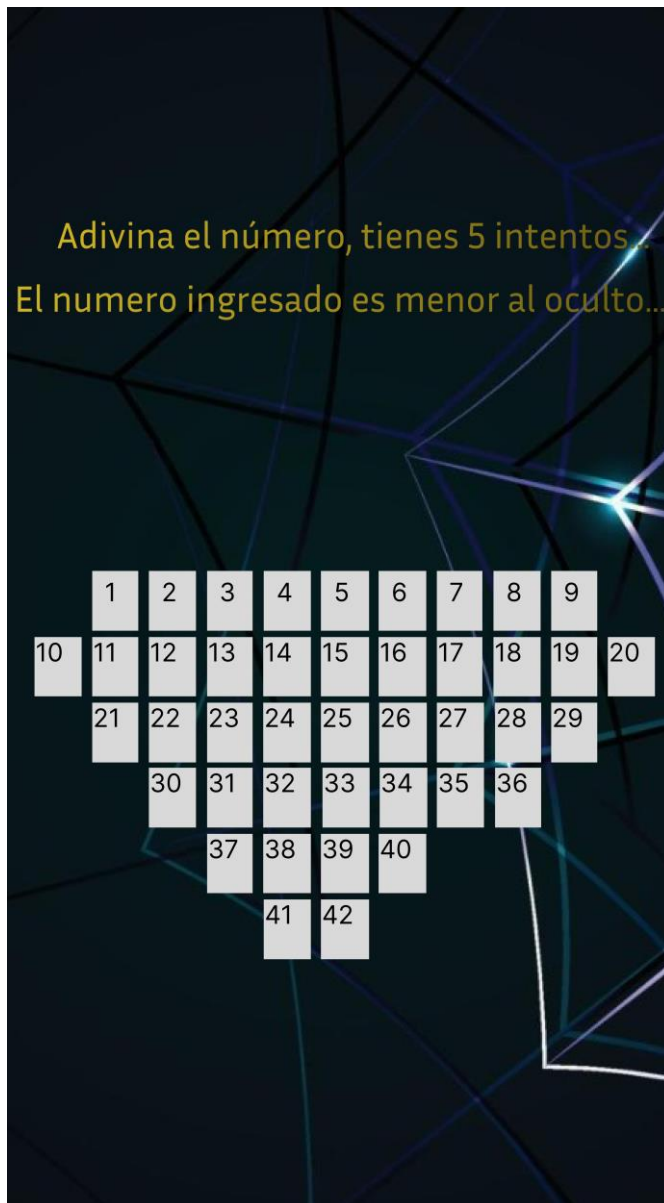 Adivina el número, tienes 5 intentos...
El numero ingresado es menor al oculto...
1 2 3 4 5 6 7 8 9
10 11 12 13 14 15 16 17 18 19 20
21 22 23 24 25 26 27 28 29
30 31 32 33 34 35 36
37 38 39 40
41 42